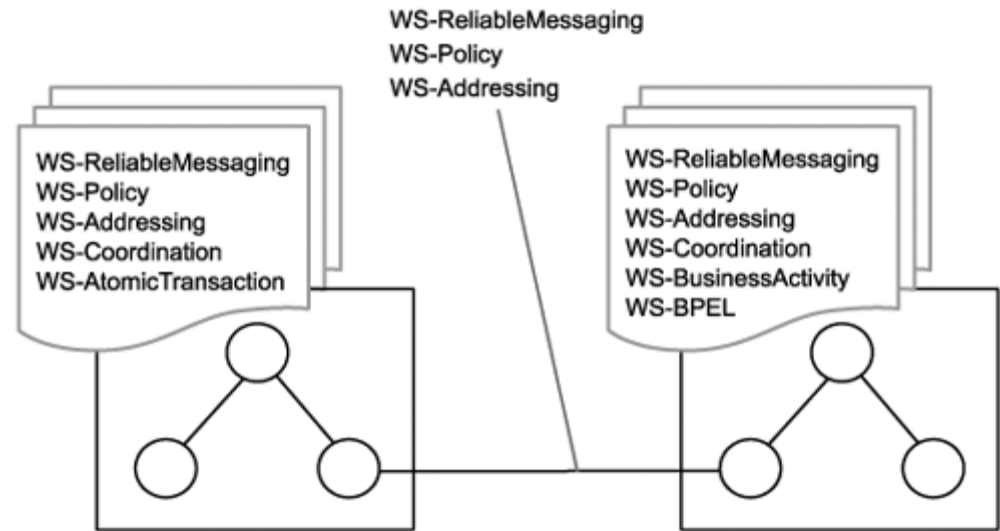 WS-ReliableMessaging
WS-Policy
WS-Addressing
WS-ReliableMessaging
WS-Policy
WS-Addressing
WS-Coordination
WS-AtomicTransaction
WS-ReliableMessaging
WS-Policy
WS-Addressing
WS-Coordination
WS-BusinessActivity
WS-BPEL